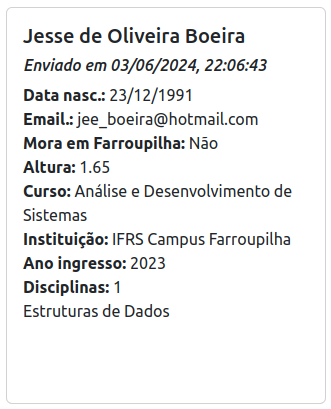 Jesse de Oliveira Boeira
Enviado em 03/06/2024, 22:06:43
Data nasc.: 23/12/1991
Email.: jee_boeira@hotmail.com
Mora em Farroupilha: Não
Altura: 1.65
Curso: Análise e Desenvolvimento de
Sistemas
Instituição: IFRS Campus Farroupilha
Ano ingresso: 2023
Disciplinas: 1
Estruturas de Dados